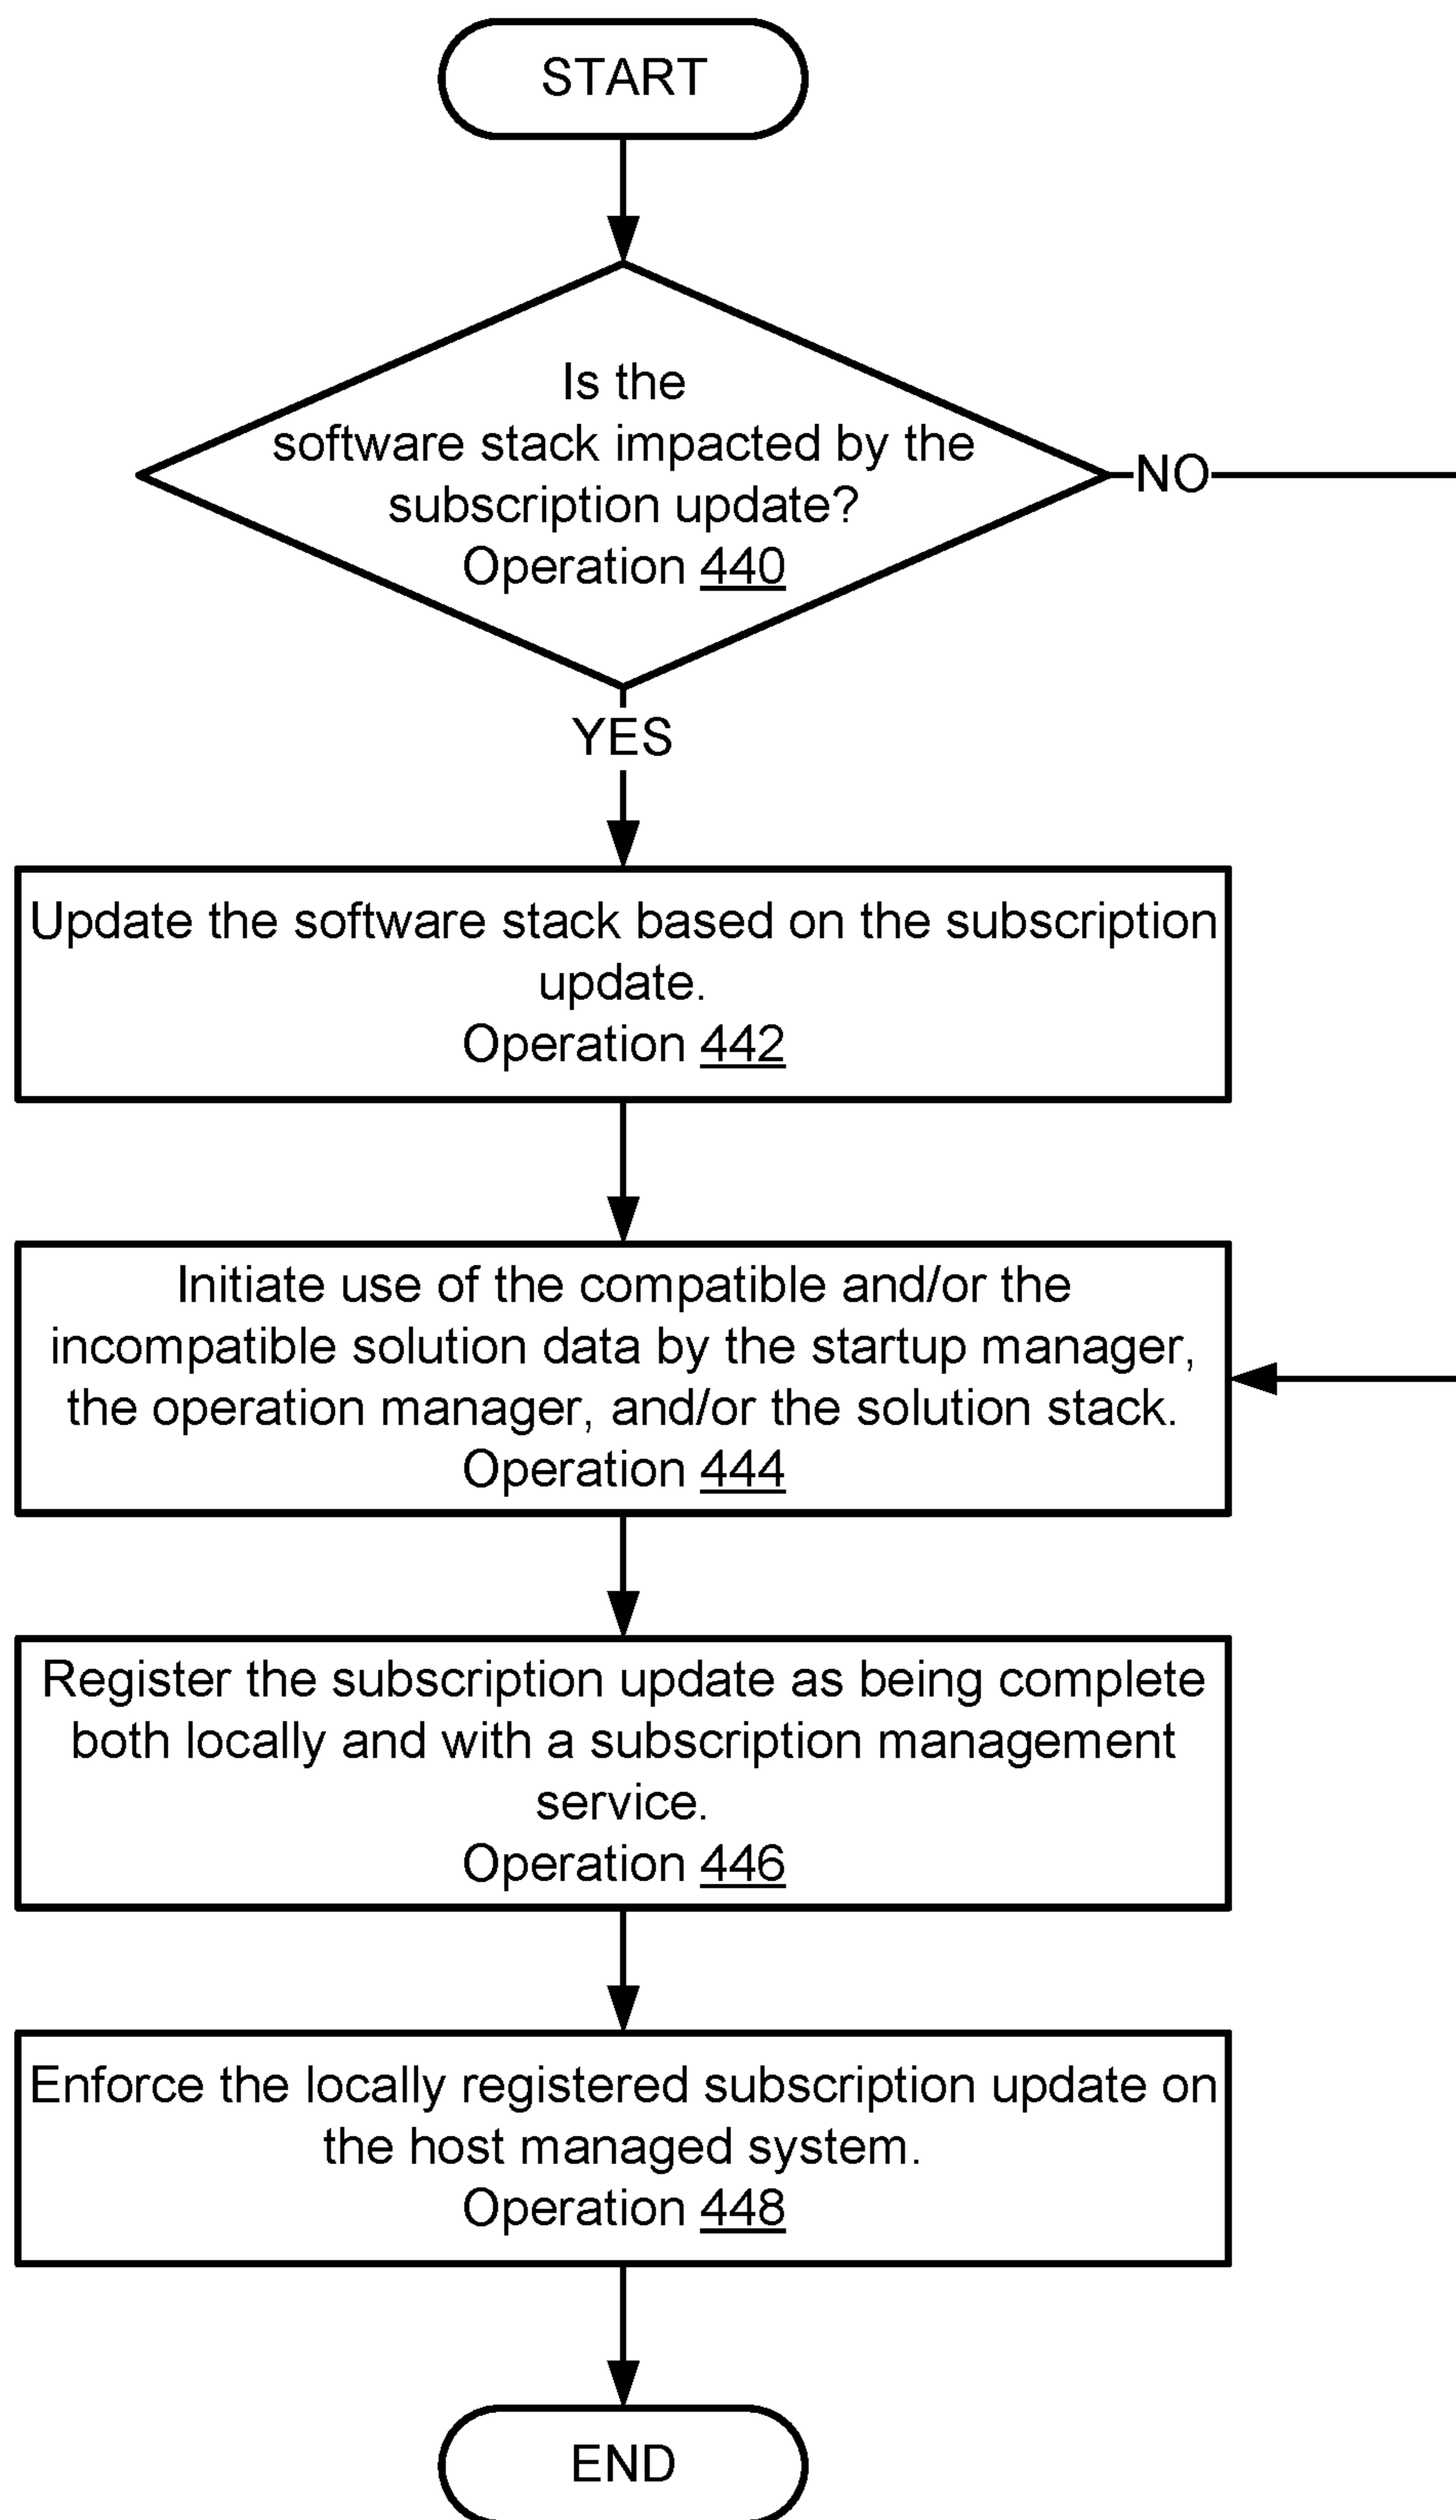 START
Is the
software stack impacted by the
subscription update?
Operation 440
NO
YES
Update the software stack based on the subscription
update.
Operation 442
Initiate use of the compatible and/or the
incompatible solution data by the startup manager,
the operation manager, and/or the solution stack.
Operation 444
Register the subscription update as being complete
both locally and with a subscription management
service.
Operation 446
Enforce the locally registered subscription update on
the host managed system.
Operation 448
END